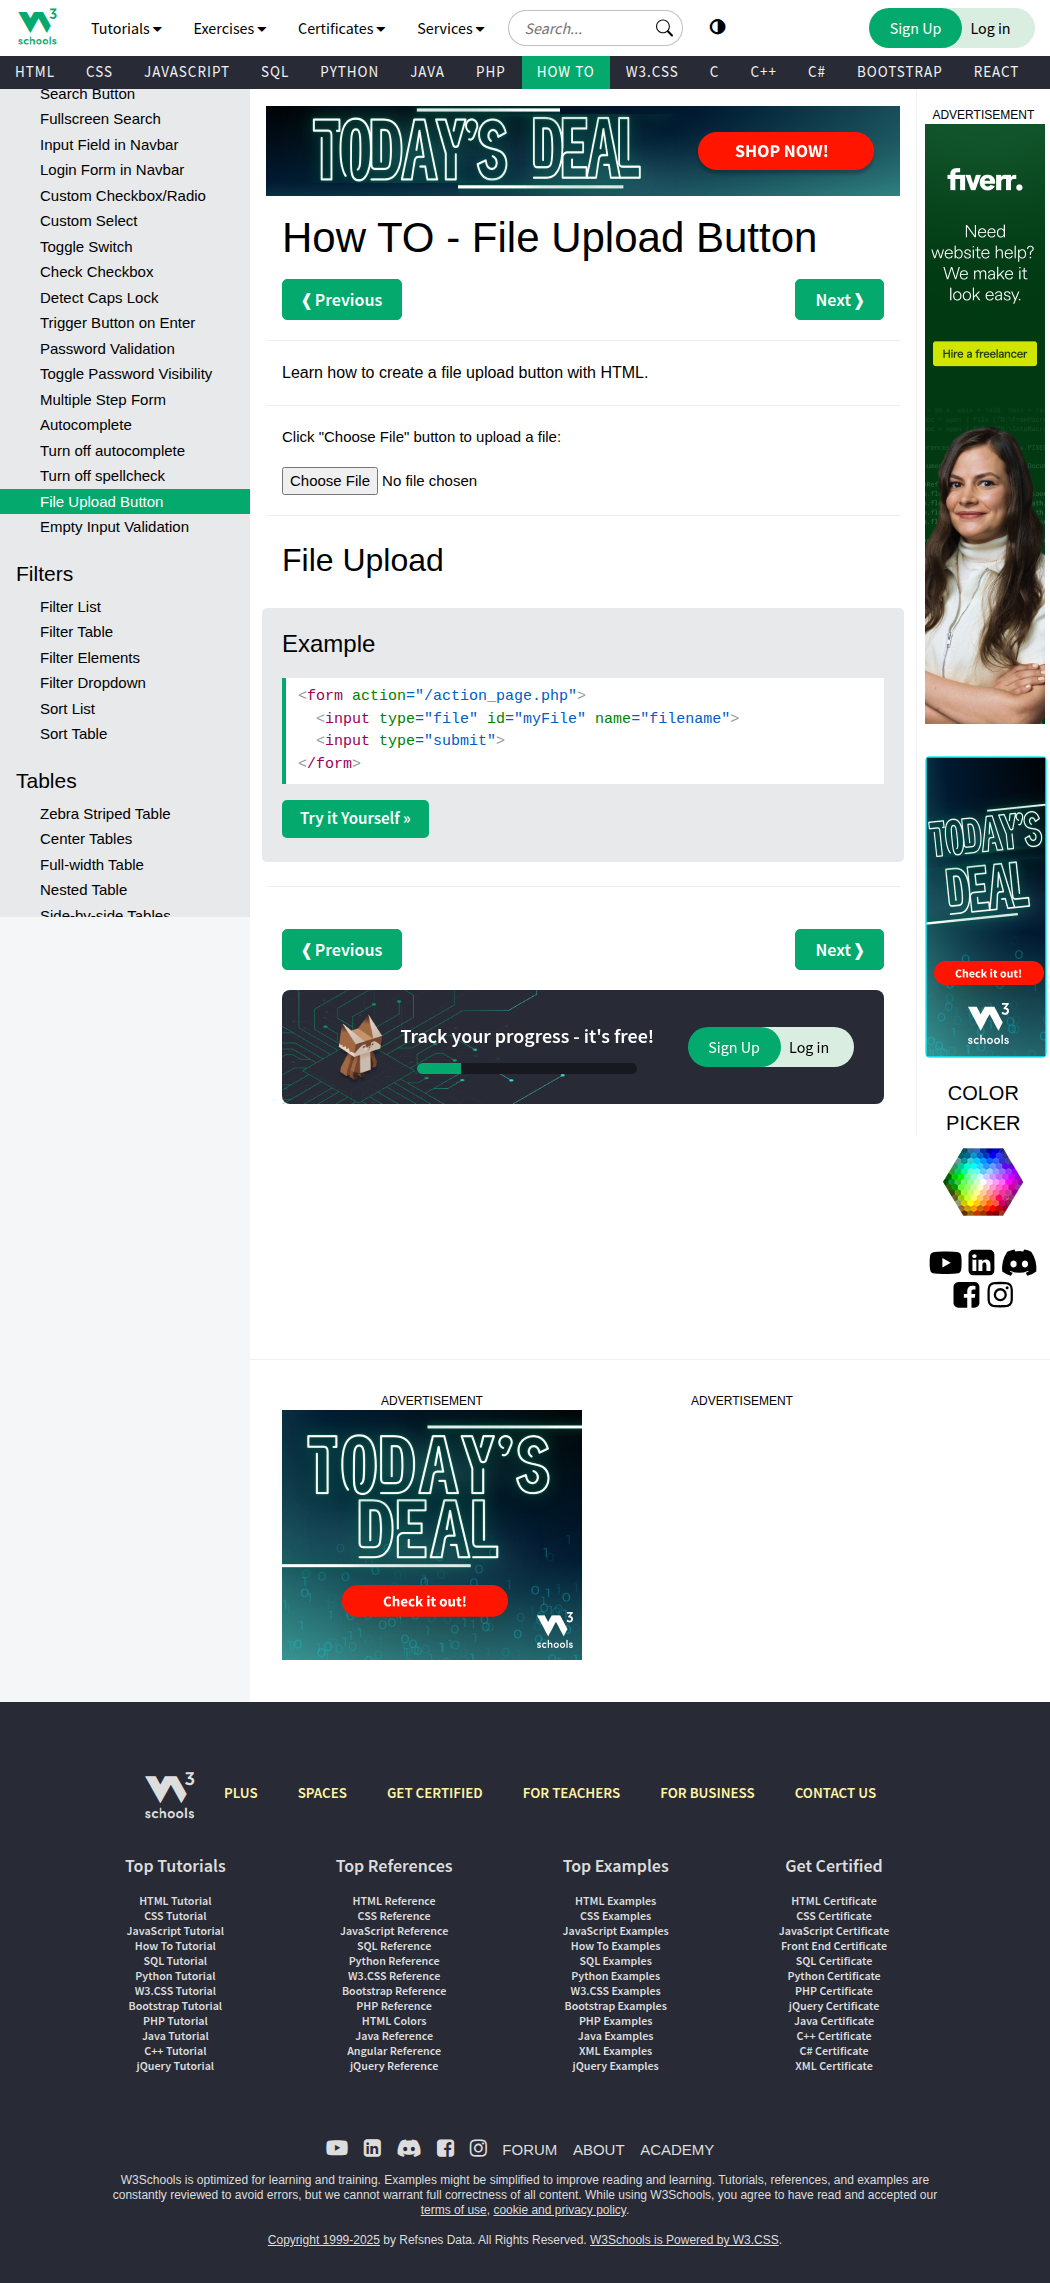 3
schools
Tutorials
Exercises
Certificates
Services
Search...
Sign Up
Log in
HTML
CSS
JAVASCRIPT
SQL
PYTHON
JAVA
PHP
HOW TO
W3.CSS
C
C++
C#
BOOTSTRAP
REACT
Search Button
Fullscreen Search
Input Field in Navbar
Login Form in Navbar
Custom Checkbox/Radio
Custom Select
Toggle Switch
Check Checkbox
Detect Caps Lock
Trigger Button on Enter
Password Validation
Toggle Password Visibility
Multiple Step Form
Autocomplete
Turn off autocomplete
Turn off spellcheck
File Upload Button
Empty Input Validation
Filters
Filter List
Filter Table
Filter Elements
Filter Dropdown
Sort List
Sort Table
Tables
Zebra Striped Table
Center Tables
Full-width Table
Nested Table
Side-by-side Tables
TODAY'S DEAL
SHOP NOW!
How TO - File Upload Button
❮ Previous
Next ❯
Learn how to create a file upload button with HTML.
Click "Choose File" button to upload a file:
Choose File No file chosen
File Upload
Example
<form action="/action_page.php">
  <input type="file" id="myFile" name="filename">
  <input type="submit">
</form>
Try it Yourself »
❮ Previous
Next ❯
Track your progress - it's free!
Sign Up
Log in
ADVERTISEMENT
fiverr.
Need
website help?
We make it
look easy.
Hire a freelancer
TODAY'S
DEAL
Check it out!
3
schools
COLOR
PICKER
ADVERTISEMENT
TODAY'S
DEAL
Check it out!
3
schools
ADVERTISEMENT
3
schools
PLUS
SPACES
GET CERTIFIED
FOR TEACHERS
FOR BUSINESS
CONTACT US
Top Tutorials
HTML Tutorial
CSS Tutorial
JavaScript Tutorial
How To Tutorial
SQL Tutorial
Python Tutorial
W3.CSS Tutorial
Bootstrap Tutorial
PHP Tutorial
Java Tutorial
C++ Tutorial
jQuery Tutorial
Top References
HTML Reference
CSS Reference
JavaScript Reference
SQL Reference
Python Reference
W3.CSS Reference
Bootstrap Reference
PHP Reference
HTML Colors
Java Reference
Angular Reference
jQuery Reference
Top Examples
HTML Examples
CSS Examples
JavaScript Examples
How To Examples
SQL Examples
Python Examples
W3.CSS Examples
Bootstrap Examples
PHP Examples
Java Examples
XML Examples
jQuery Examples
Get Certified
HTML Certificate
CSS Certificate
JavaScript Certificate
Front End Certificate
SQL Certificate
Python Certificate
PHP Certificate
jQuery Certificate
Java Certificate
C++ Certificate
C# Certificate
XML Certificate
FORUM
ABOUT
ACADEMY
W3Schools is optimized for learning and training. Examples might be simplified to improve reading and learning. Tutorials, references, and examples are
constantly reviewed to avoid errors, but we cannot warrant full correctness of all content. While using W3Schools, you agree to have read and accepted our
terms of use, cookie and privacy policy.
Copyright 1999-2025 by Refsnes Data. All Rights Reserved. W3Schools is Powered by W3.CSS.